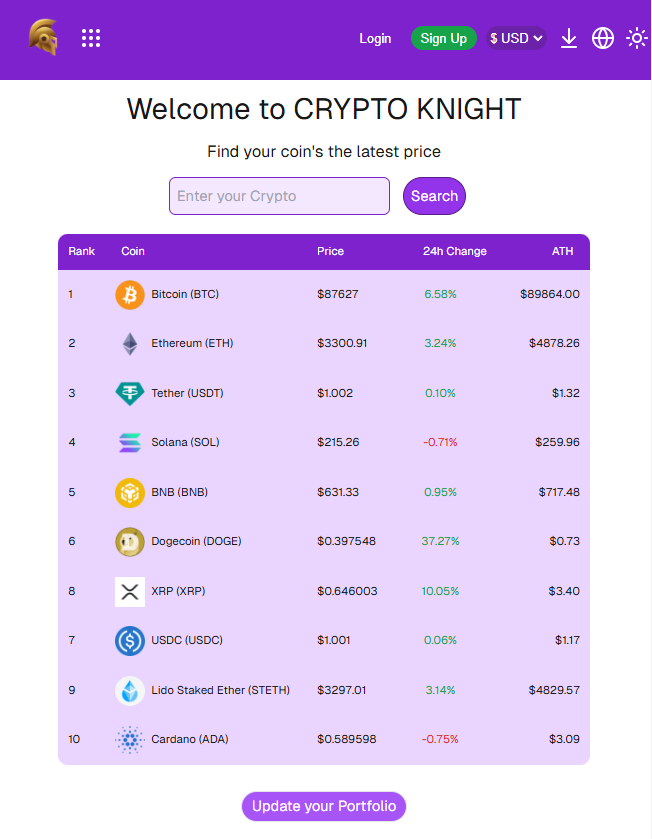 Login Sign Up $ USD
Welcome to CRYPTO KNIGHT
Find your coin's the latest price
Enter your Crypto Search
Rank Coin Price 24h Change ATH
1 Bitcoin (BTC) $87627 6.58% $89864.00
2 Ethereum (ETH) $3300.91 3.24% $4878.26
3 Tether (USDT) $1.002 0.10% $1.32
4 Solana (SOL) $215.26 -0.71% $259.96
5 BNB (BNB) $631.33 0.95% $717.48
6 Dogecoin (DOGE) $0.397548 37.27% $0.73
8 XRP (XRP) $0.646003 10.05% $3.40
7 USDC (USDC) $1.001 0.06% $1.17
9 Lido Staked Ether (STETH) $3297.01 3.14% $4829.57
10 Cardano (ADA) $0.589598 -0.75% $3.09
Update your Portfolio